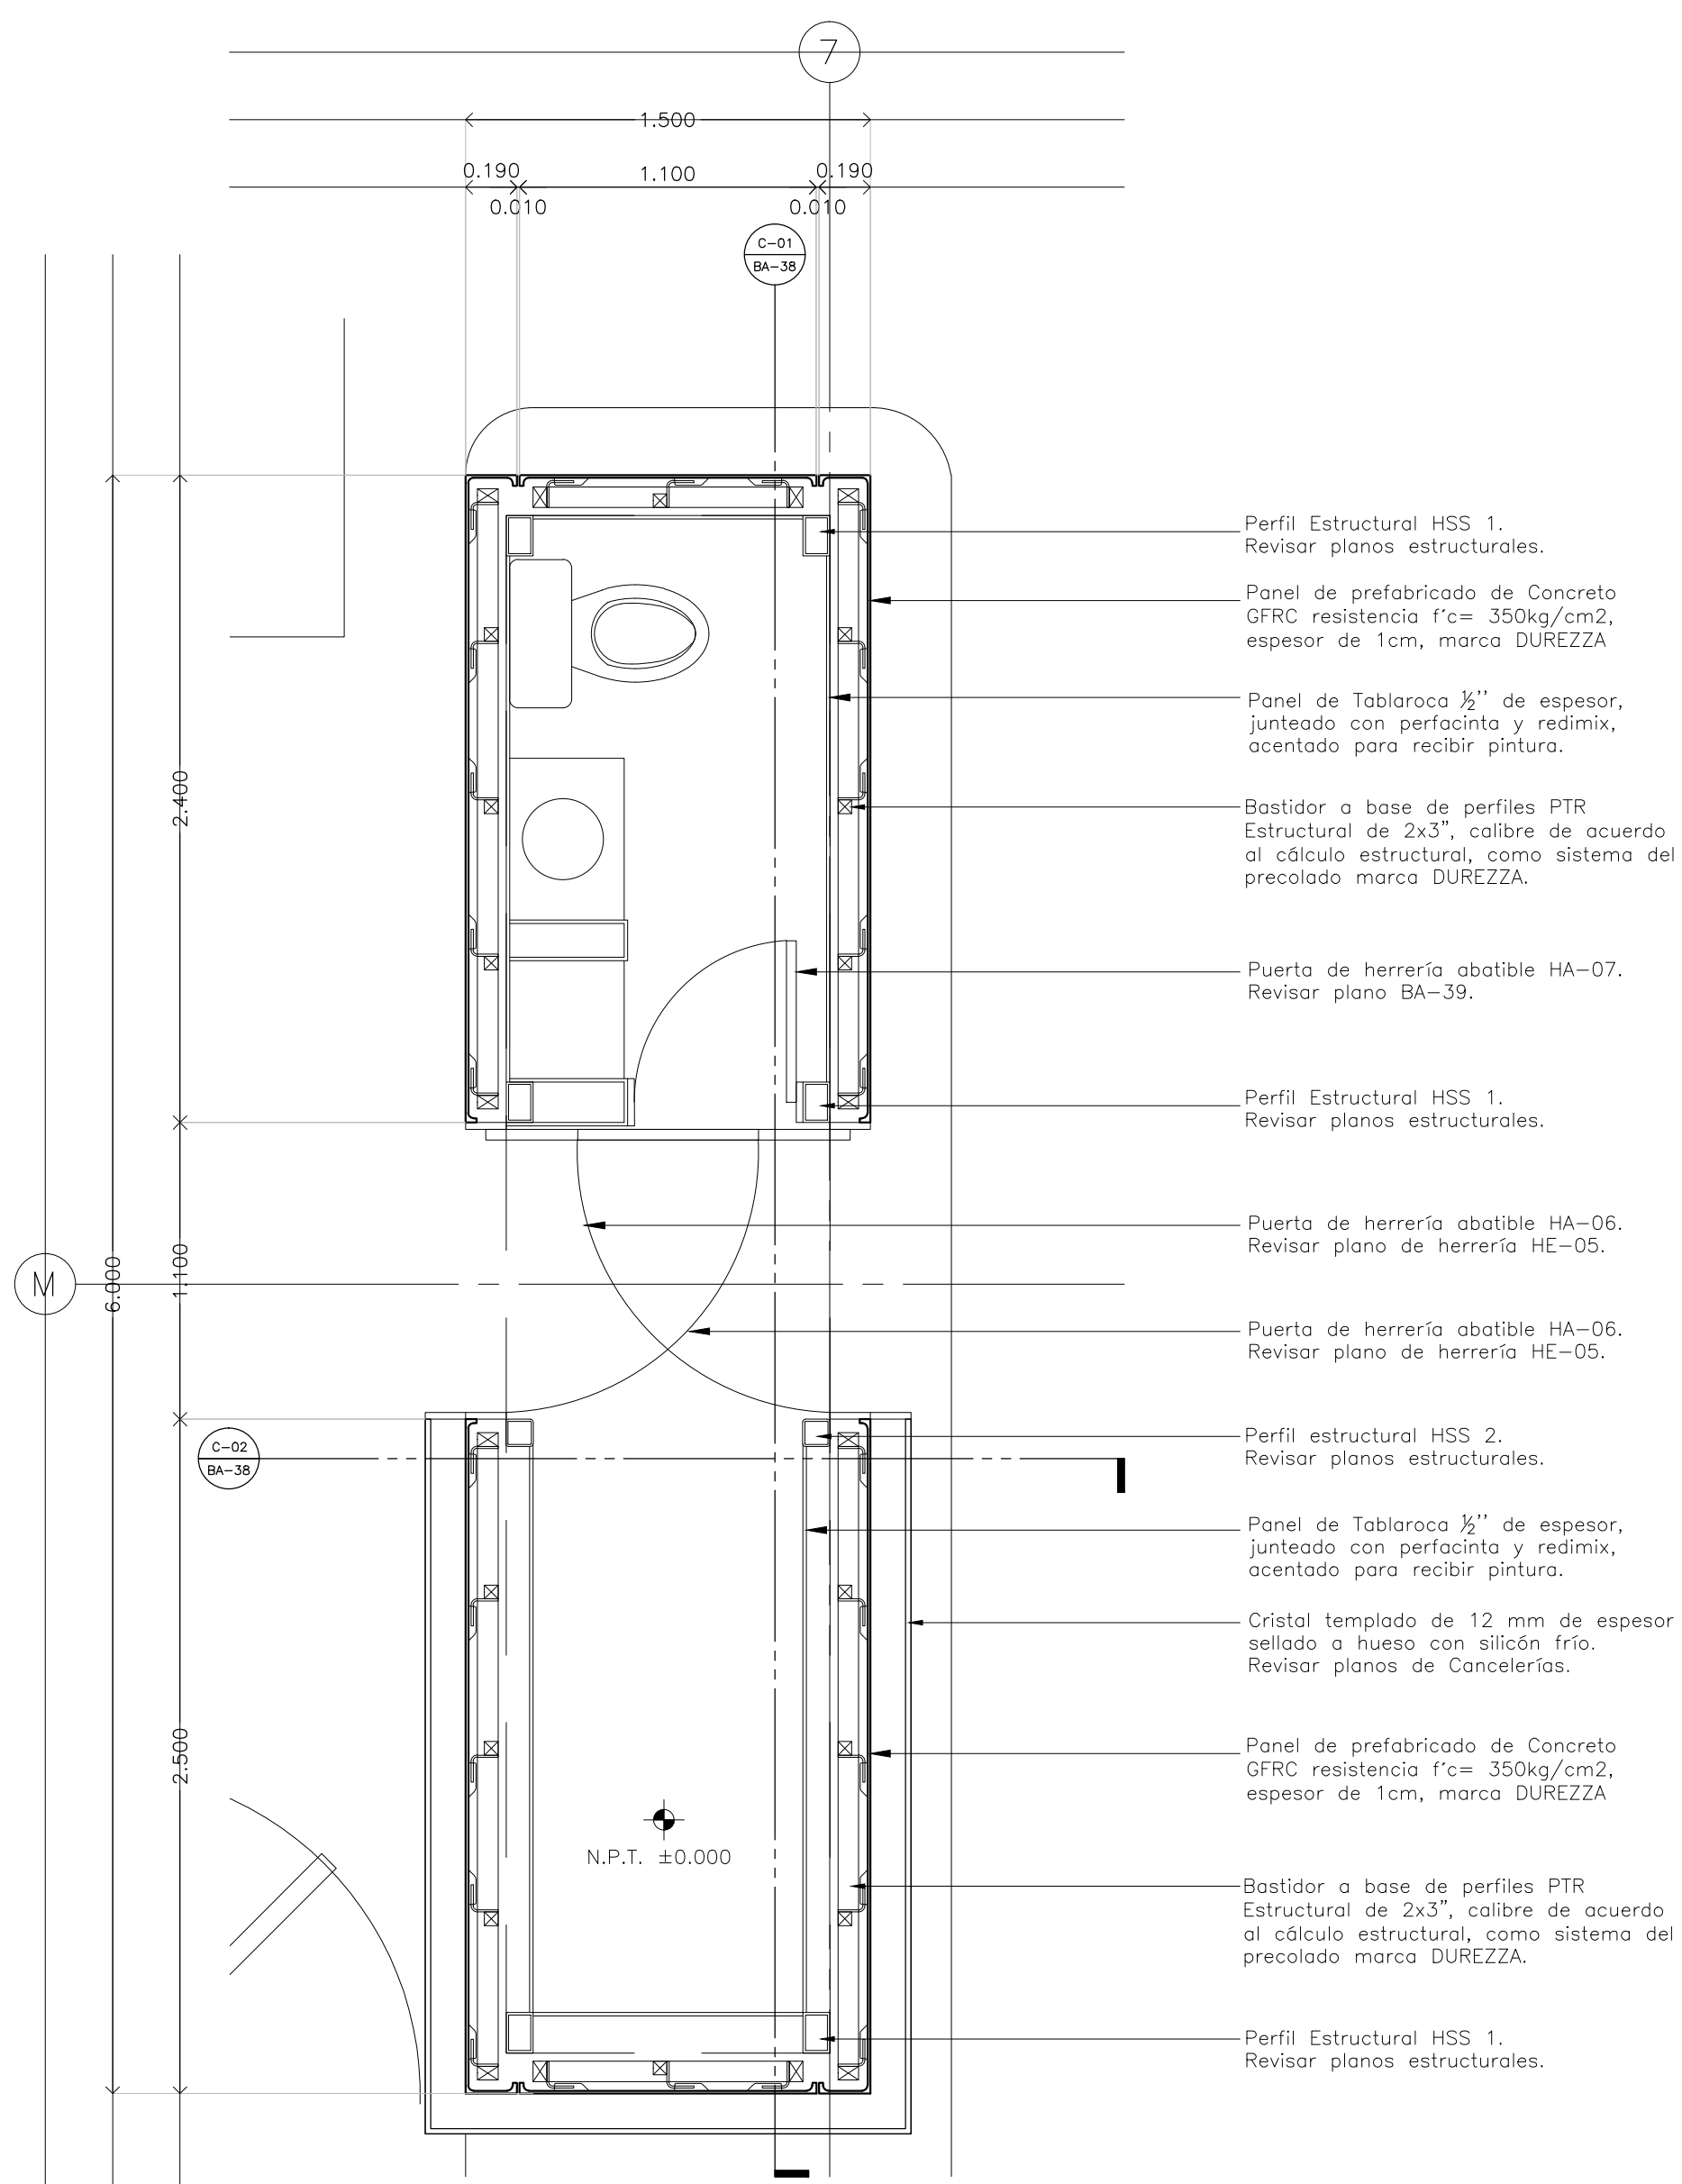 7
1.500
0.190
1.100
0.190
0.010
0.010
C-01
BA-38
Perfil Estructural HSS 1.
Revisar planos estructurales.
Panel de prefabricado de Concreto
GFRC resistencia f´c= 350kg/cm2,
espesor de 1cm, marca DUREZZA
Panel de Tablaroca ½'' de espesor,
junteado con perfacinta y redimix,
acentado para recibir pintura.
2.400
Bastidor a base de perfiles PTR
Estructural de 2x3", calibre de acuerdo
al cálculo estructural, como sistema del
precolado marca DUREZZA.
Puerta de herrería abatible HA-07.
Revisar plano BA-39.
Perfil Estructural HSS 1.
Revisar planos estructurales.
Puerta de herrería abatible HA-06.
Revisar plano de herrería HE-05.
M
6.000
1.100
Puerta de herrería abatible HA-06.
Revisar plano de herrería HE-05.
C-02
BA-38
Perfil estructural HSS 2.
Revisar planos estructurales.
Panel de Tablaroca ½'' de espesor,
junteado con perfacinta y redimix,
acentado para recibir pintura.
Cristal templado de 12 mm de espesor
sellado a hueso con silicón frío.
Revisar planos de Cancelerías.
2.500
Panel de prefabricado de Concreto
GFRC resistencia f´c= 350kg/cm2,
espesor de 1cm, marca DUREZZA
N.P.T. ±0.000
Bastidor a base de perfiles PTR
Estructural de 2x3", calibre de acuerdo
al cálculo estructural, como sistema del
precolado marca DUREZZA.
Perfil Estructural HSS 1.
Revisar planos estructurales.